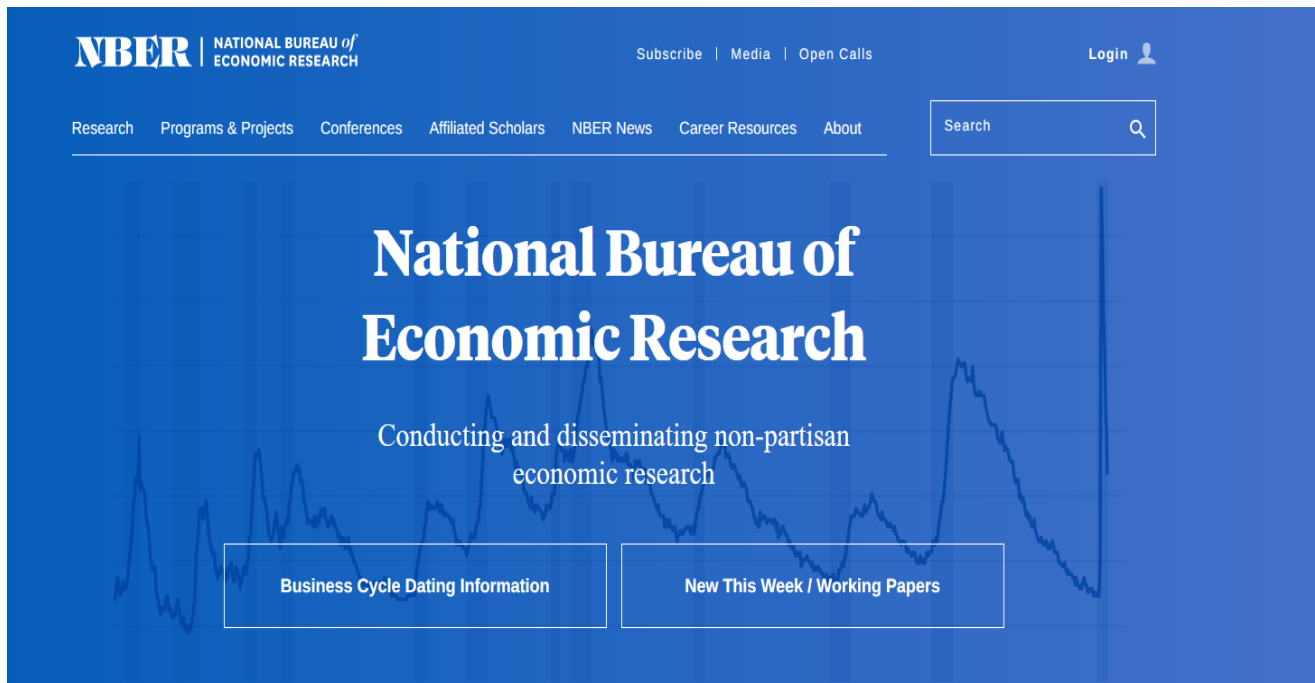 NBER | NATIONAL BUREAU of
ECONOMIC RESEARCH
Subscribe | Media | Open Calls
Login
Research Programs & Projects Conferences Affiliated Scholars NBER News Career Resources About
Search
National Bureau of
Economic Research
Conducting and disseminating non-partisan
economic research
Business Cycle Dating Information
New This Week / Working Papers